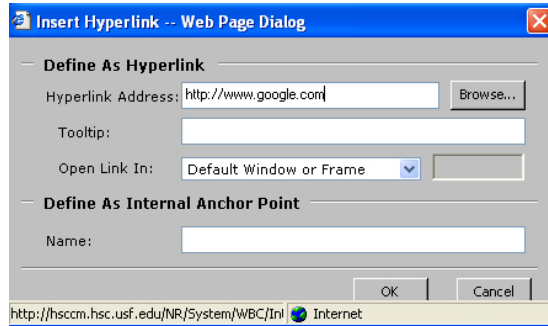 Insert Hyperlink -- Web Page Dialog
Define As Hyperlink
Hyperlink Address: http://www.google.com Browse...
Tooltip:
Open Link In: Default Window or Frame
Define As Internal Anchor Point
Name:
OK Cancel
http://hsccm.hsc.usf.edu/NR/System/WBC/Inl Internet